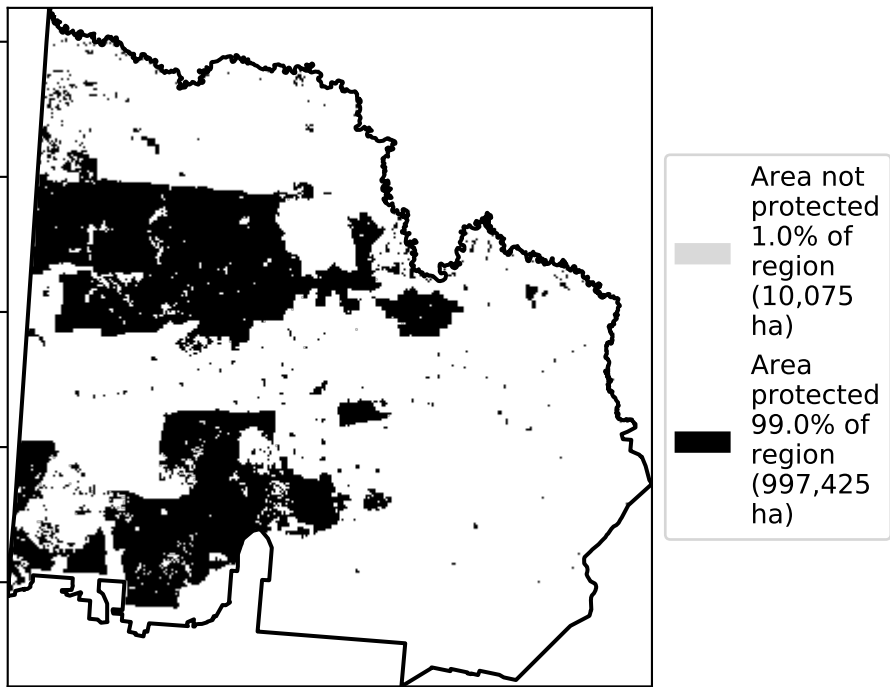 Area not
protected
1.0% of
region
(10,075
ha)
Area
protected
99.0% of
region
(997,425
ha)